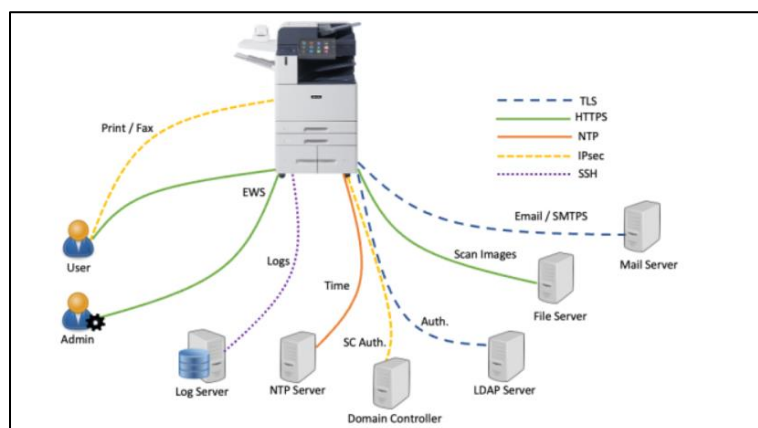 TLS
HTTPS
NTP
IPsec
SSH
Print / Fax
EWS
Email / SMTPS
User
Mail Server
Logs
Scan Images
Time
File Server
Admin
SC Auth.
Auth.
Log Server
NTP Server
LDAP Server
Domain Controller